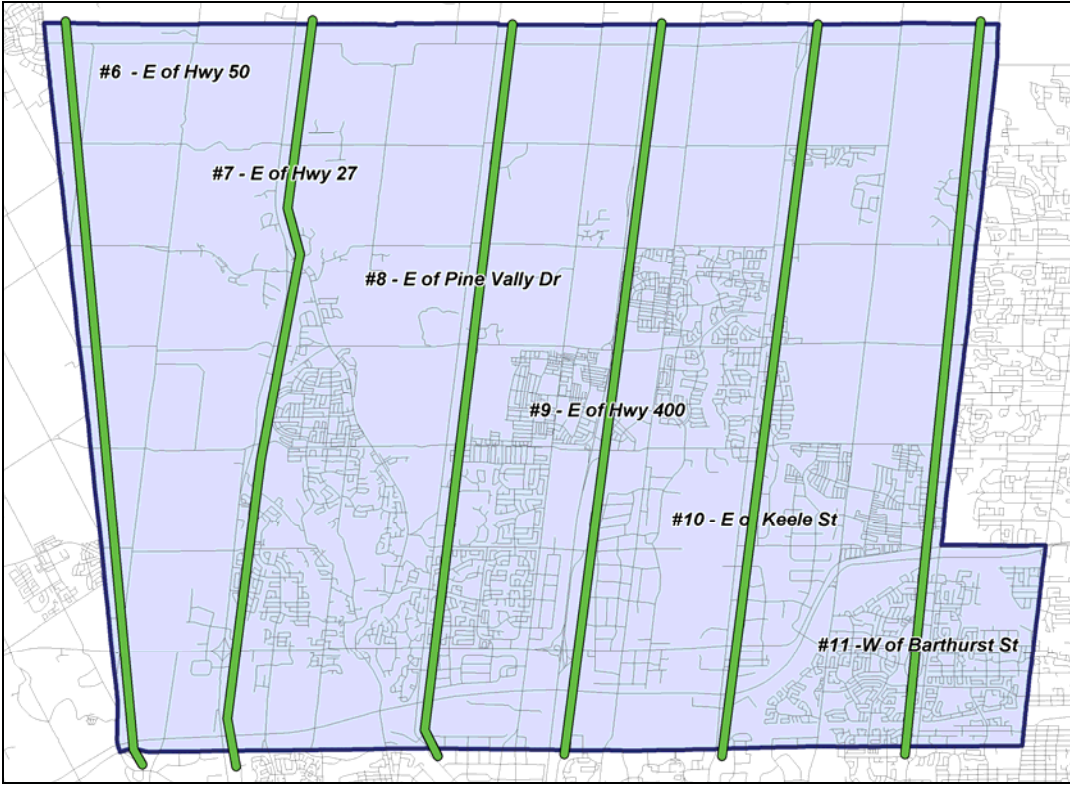 #6 - E of Hwy 50
#7 - E of Hwy 27
#8 - E of Pine Vally Dr
#9 - E of Hwy 400
#10 - E of Keele St
#11 -W of Barthurst St